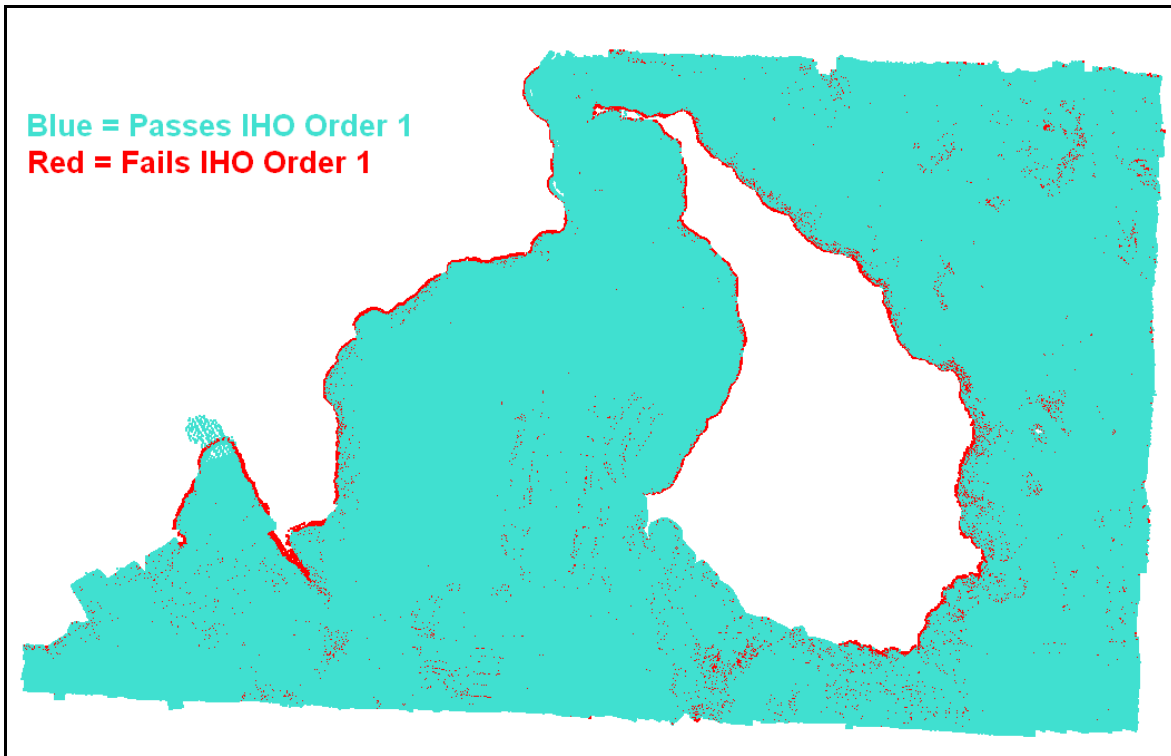 Blue = Passes IHO Order 1
Red = Fails IHO Order 1